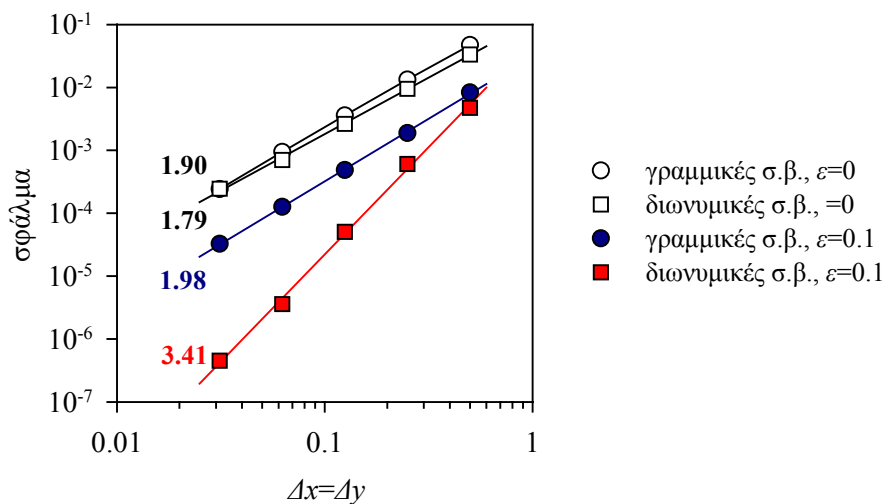 10-1
10-2
10-3
10-4
10-5
10-6
10-7
σφάλμα
1.90
1.79
1.98
3.41
0.01 0.1 1
Δx=Δy
γραμμικές σ.β., ε=0
διωνυμικές σ.β., =0
γραμμικές σ.β., ε=0.1
διωνυμικές σ.β., ε=0.1